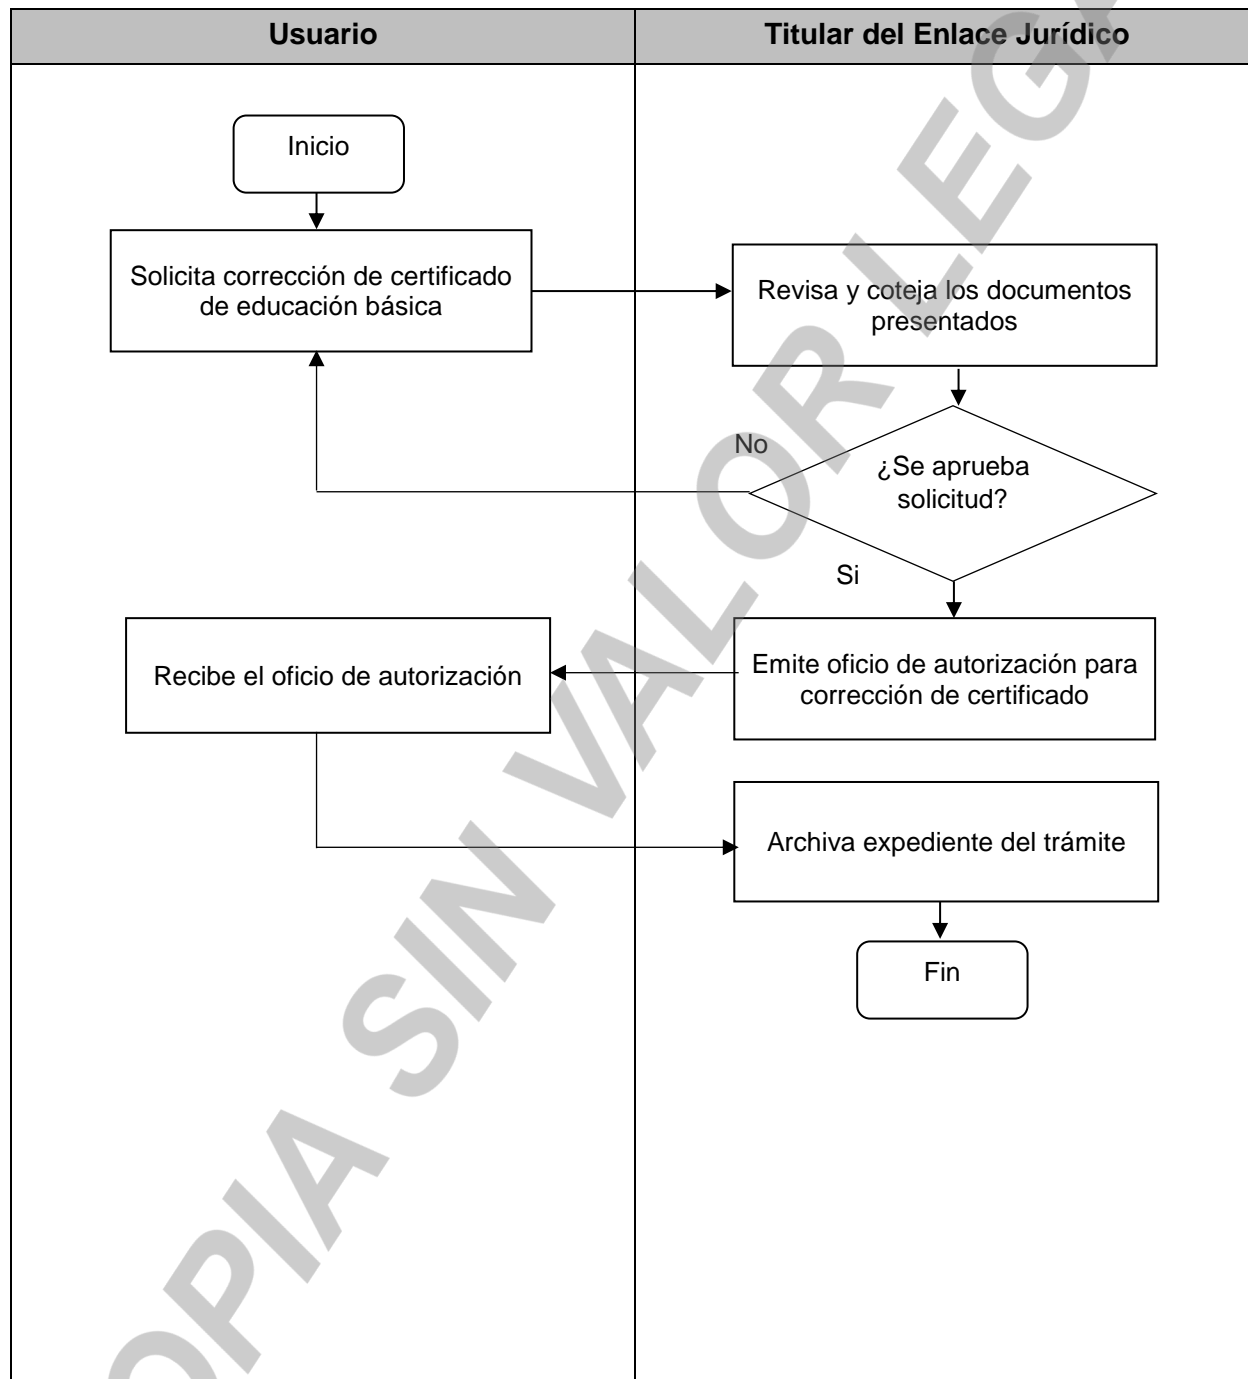 Usuario
Titular del Enlace Jurídico
Inicio
Solicita corrección de certificado
de educación básica
Revisa y coteja los documentos
presentados
No
¿Se aprueba
solicitud?
Si
Emite oficio de autorización para
corrección de certificado
Recibe el oficio de autorización
Archiva expediente del trámite
Fin
OPIA SIN VALOR LEGA